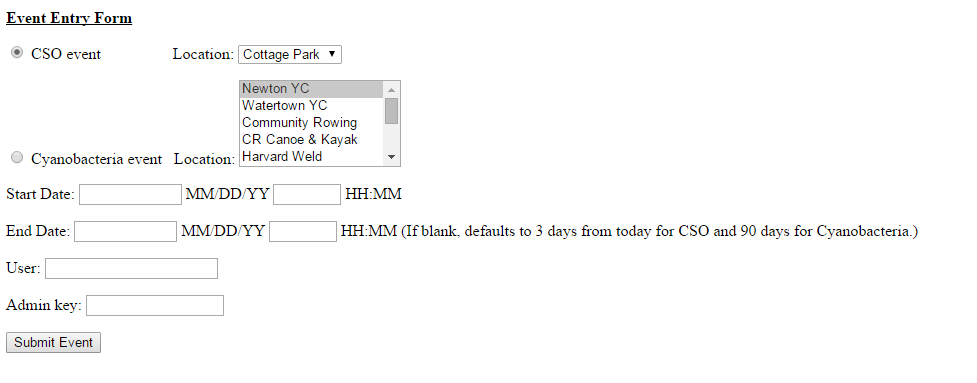 Event Entry Form
CSO event Location: Cottage Park
Newton YC
Watertown YC
Community Rowing
CR Canoe & Kayak
Cyanobacteria event Location: Harvard Weld
Start Date: MM/DD/YY HH:MM
End Date: MM/DD/YY HH:MM (If blank, defaults to 3 days from today for CSO and 90 days for Cyanobacteria.)
User:
Admin key:
Submit Event